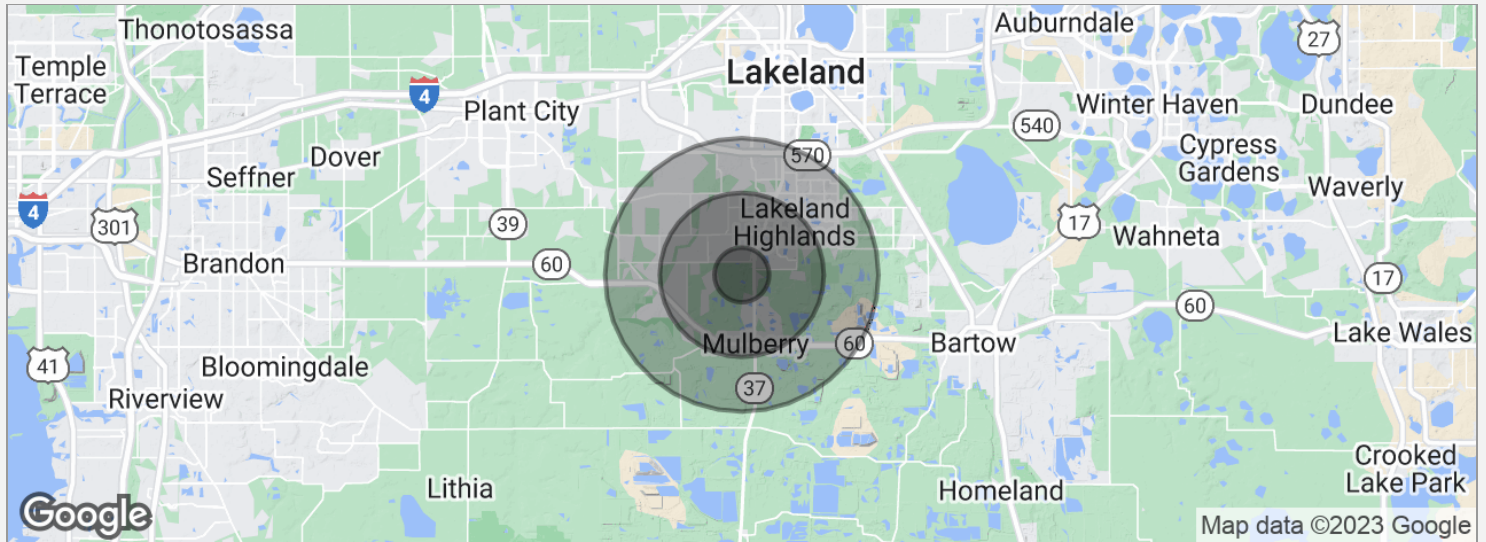 Thonotosassa
Auburndale
27
Temple
Terrace
Lakeland
4
Plant City
Winter Haven
Dundee
540
Dover
570
Cypress
Gardens
Seffner
Waverly
4
301
39
Lakeland
Highlands
17
Wahneta
Brandon
60
17
60
Lake Wales
41
Bloomingdale
Mulberry
60
Bartow
Riverview
37
Crooked
Lake Park
Lithia
Homeland
Google
Map data ©2023 Google